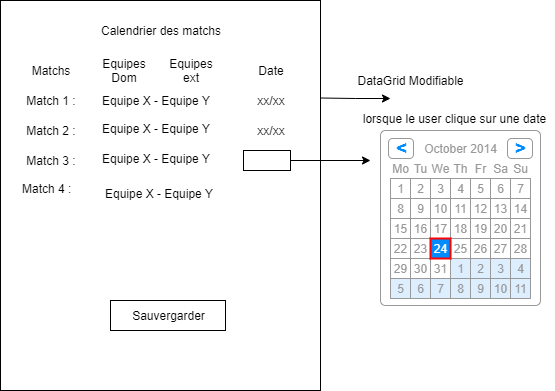 Calendrier des matchs
Matchs Equipes Dom Equipes ext Date
Match 1 : Equipe X - Equipe Y xx/xx
Match 2 : Equipe X - Equipe Y xx/xx
Match 3 : Equipe X - Equipe Y
Match 4 : Equipe X - Equipe Y
Sauvergarder
DataGrid Modifiable
lorsque le user clique sur une date
< October 2014 >
Mo Tu We Th Fr Sa Su
1 2 3 4 5 6 7
8 9 10 11 12 13 14
15 16 17 18 19 20 21
22 23 24 25 26 27 28
29 30 31 1 2 3 4
5 6 7 8 9 10 11